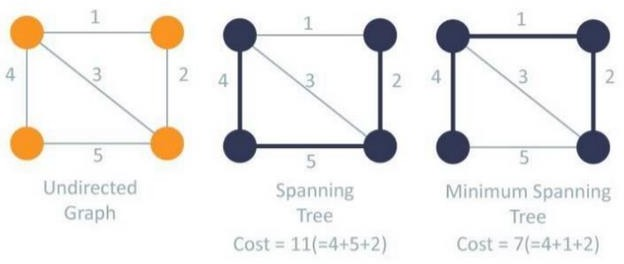 1
4
3
2
5
Undirected
Graph
1
4
3
2
5
Spanning
Tree
Cost = 11(=4+5+2)
1
4
3
2
5
Minimum Spanning
Tree
Cost = 7(=4+1+2)